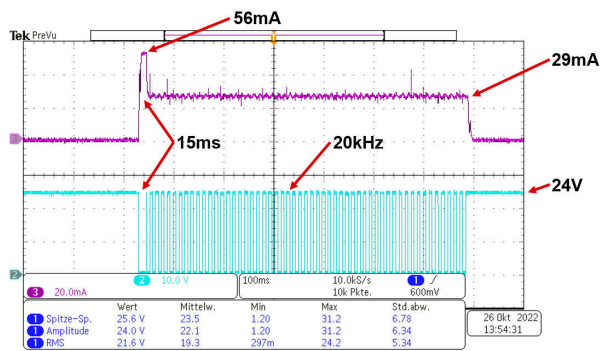 56mA
Tek PreVu
29mA
3
15ms
20kHz
24V
2
2 10.0 V
100ms 10.0kS/s 1
3 20.0mA
10k Pkte. 600mV
Wert Mittelw. Min Max Std.abw.
1 Spitze-Sp. 25.6 V 23.5 1.20 31.2 6.78
1 Amplitude 24.0 V 22.1 1.20 31.2 6.34
1 RMS 21.6 V 19.3 297m 24.2 5.34
26 Okt 2022
13:54:31